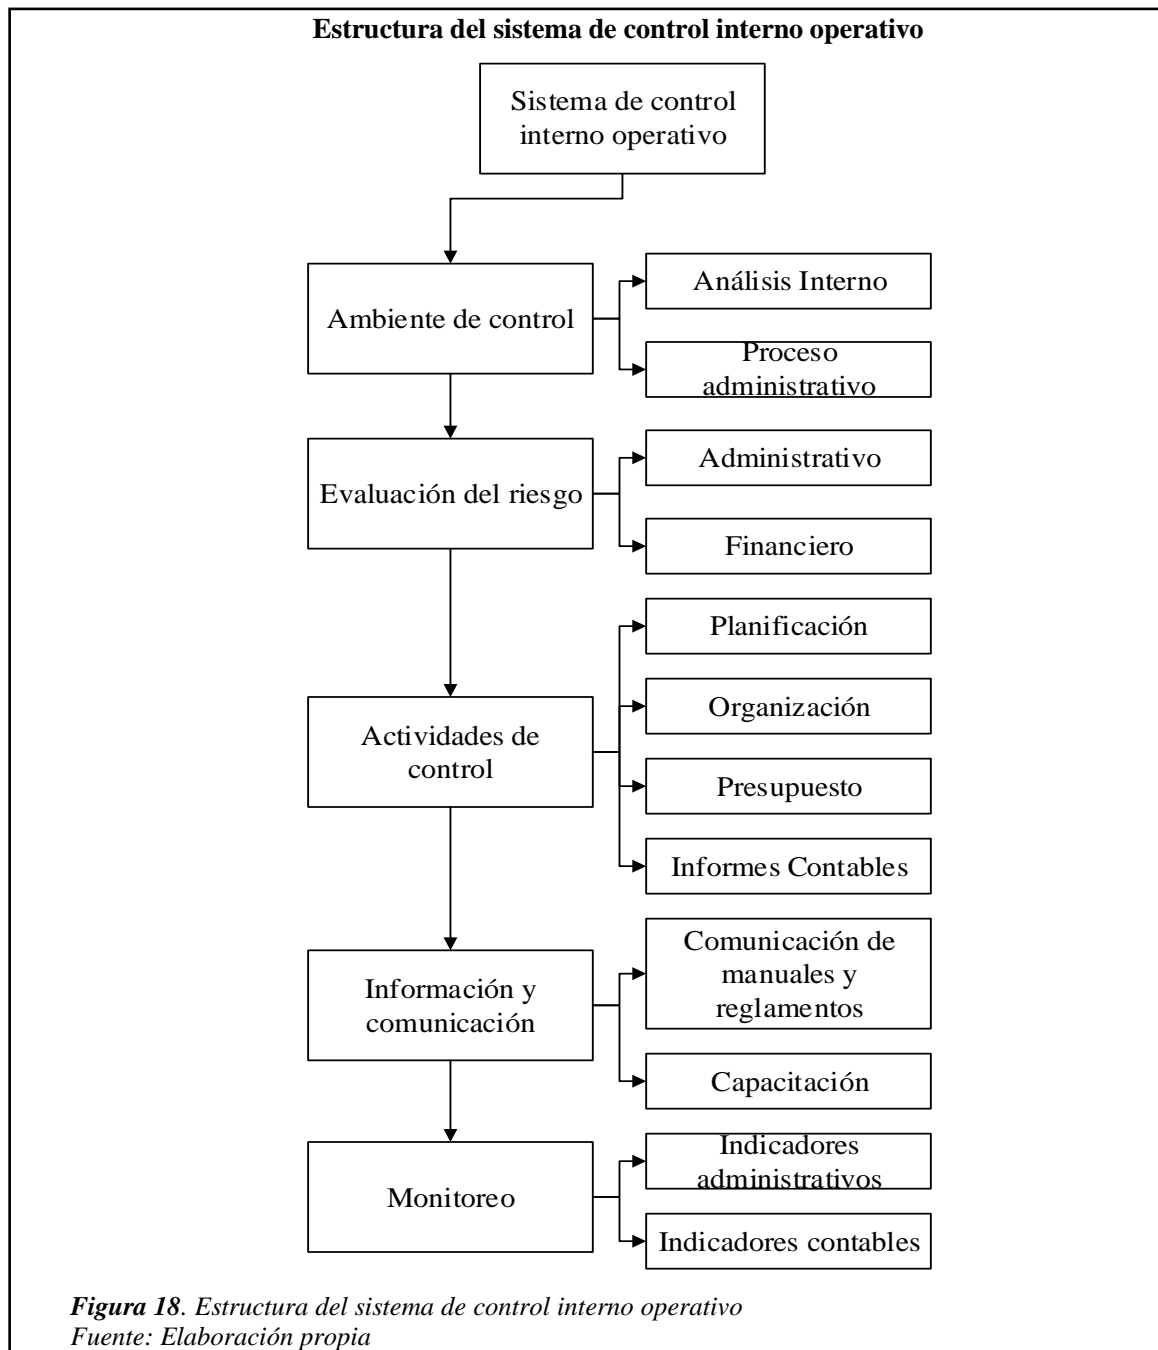 Estructura del sistema de control interno operativo
Sistema de control
interno operativo
Ambiente de control
Análisis Interno
Proceso
administrativo
Evaluación del riesgo
Administrativo
Financiero
Actividades de
control
Planificación
Organización
Presupuesto
Informes Contables
Información y
comunicación
Comunicación de
manuales y
reglamentos
Capacitación
Monitoreo
Indicadores
administrativos
Indicadores contables
Figura 18. Estructura del sistema de control interno operativo
Fuente: Elaboración propia